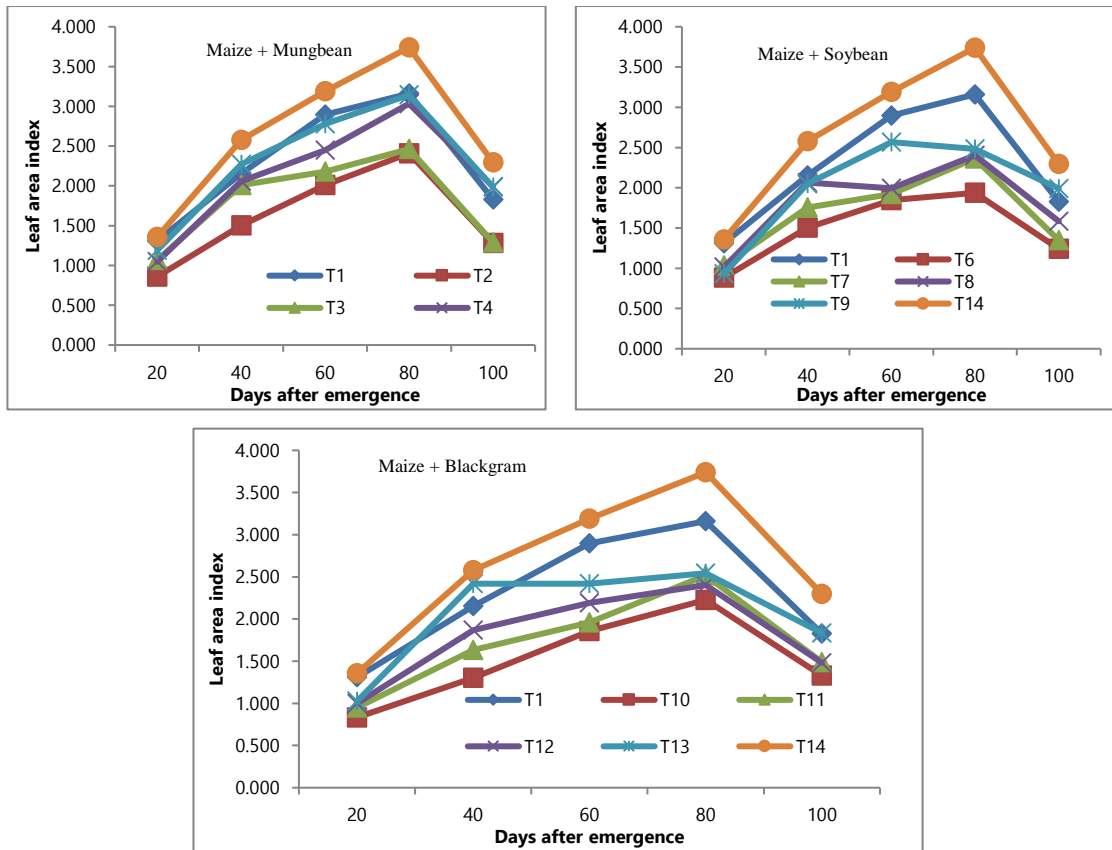 Maize + Mungbean
4.000
3.500
3.000
2.500
2.000
1.500
1.000
0.500
0.000
Leaf area index
T1 T2
T3 T4
20 40 60 80 100
Days after emergence
Maize + Soybean
4.000
3.500
3.000
2.500
2.000
1.500
1.000
0.500
0.000
Leaf area index
T1 T6
T7 T8
T9 T14
20 40 60 80 100
Days after emergence
Maize + Blackgram
4.000
3.500
3.000
2.500
2.000
1.500
1.000
0.500
0.000
Leaf area index
T1 T10 T11
T12 T13 T14
20 40 60 80 100
Days after emergence